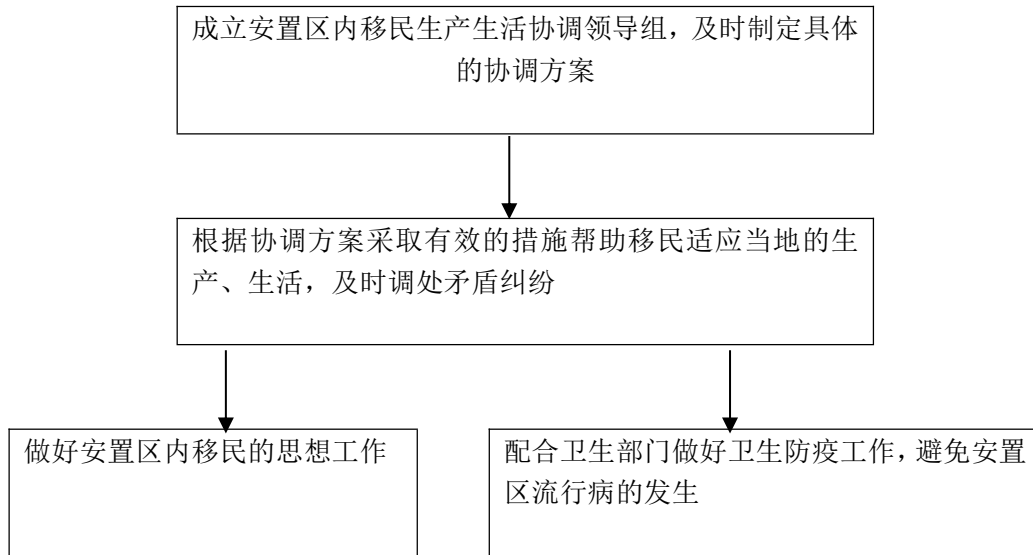 成立安置区内移民生产生活协调领导组，及时制定具体
的协调方案
根据协调方案采取有效的措施帮助移民适应当地的生
产、生活，及时调处矛盾纠纷
做好安置区内移民的思想工作
配合卫生部门做好卫生防疫工作，避免安置
区流行病的发生